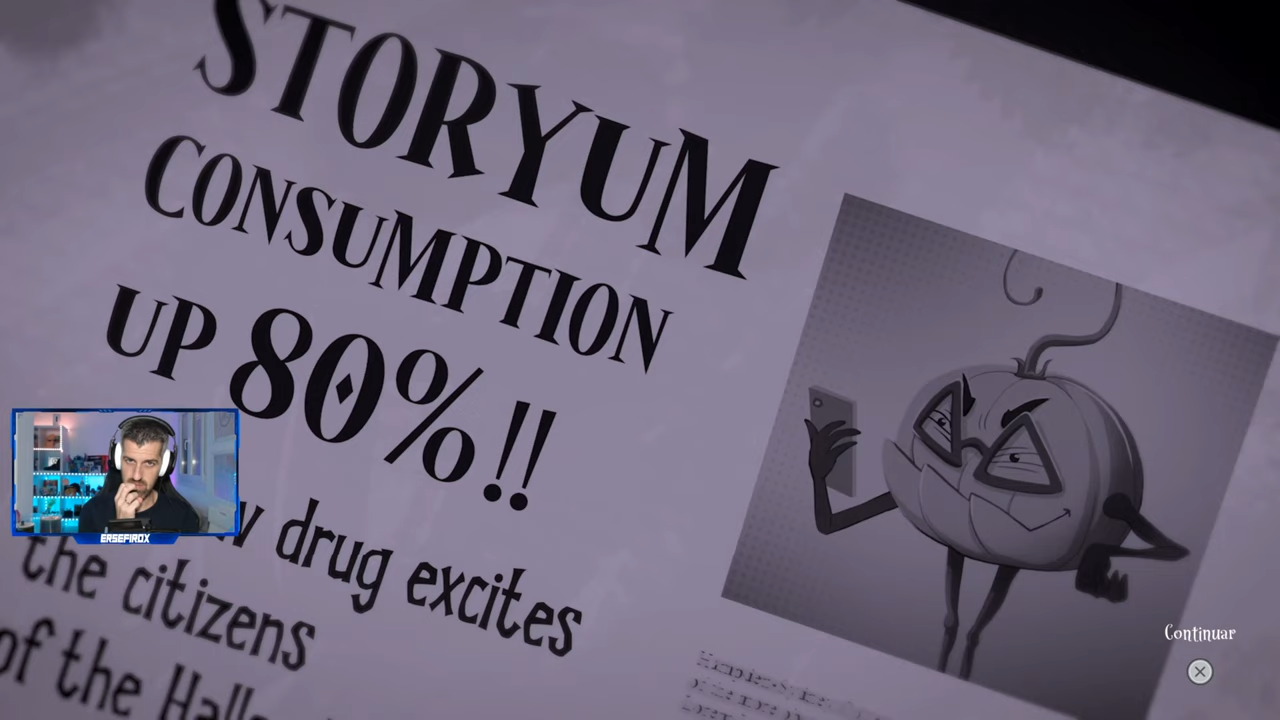 STORYUM
CONSUMPTION
UP 80%!!
drug excites
the citizens
of the
ERSEFIROX
Continuar